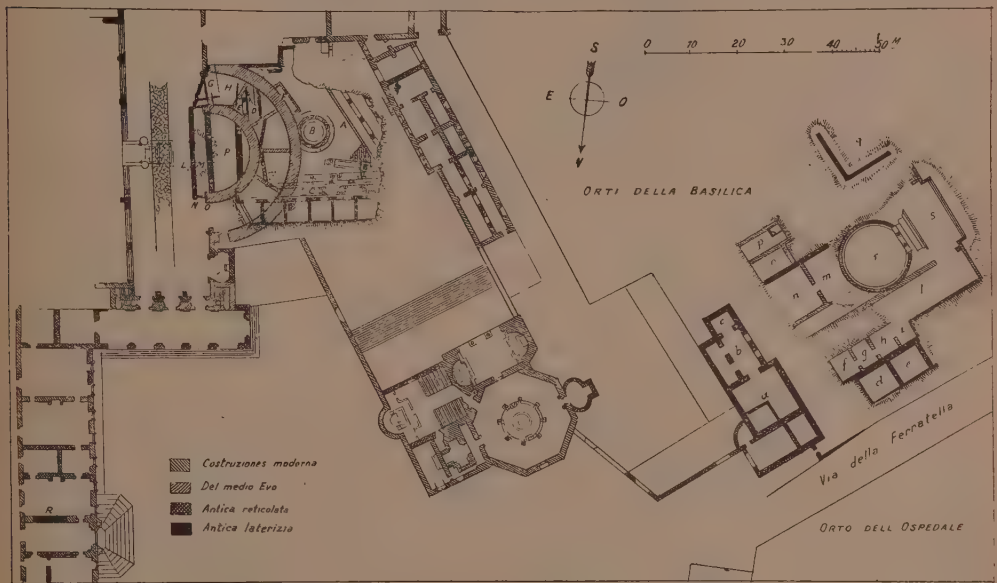 S
0 10 20 30 40 50 M
E O
ORTI DELLA BASILICA
G H
D
B A
L M P
N O
q
s
p
r
r
n m
l
c
b
a
f g h i
d e
Via della Ferratella
ORTO DELL'OSPEDALE
Costruziones moderna
Del medio Evo
Antica reticolata
Antica laterizia
R